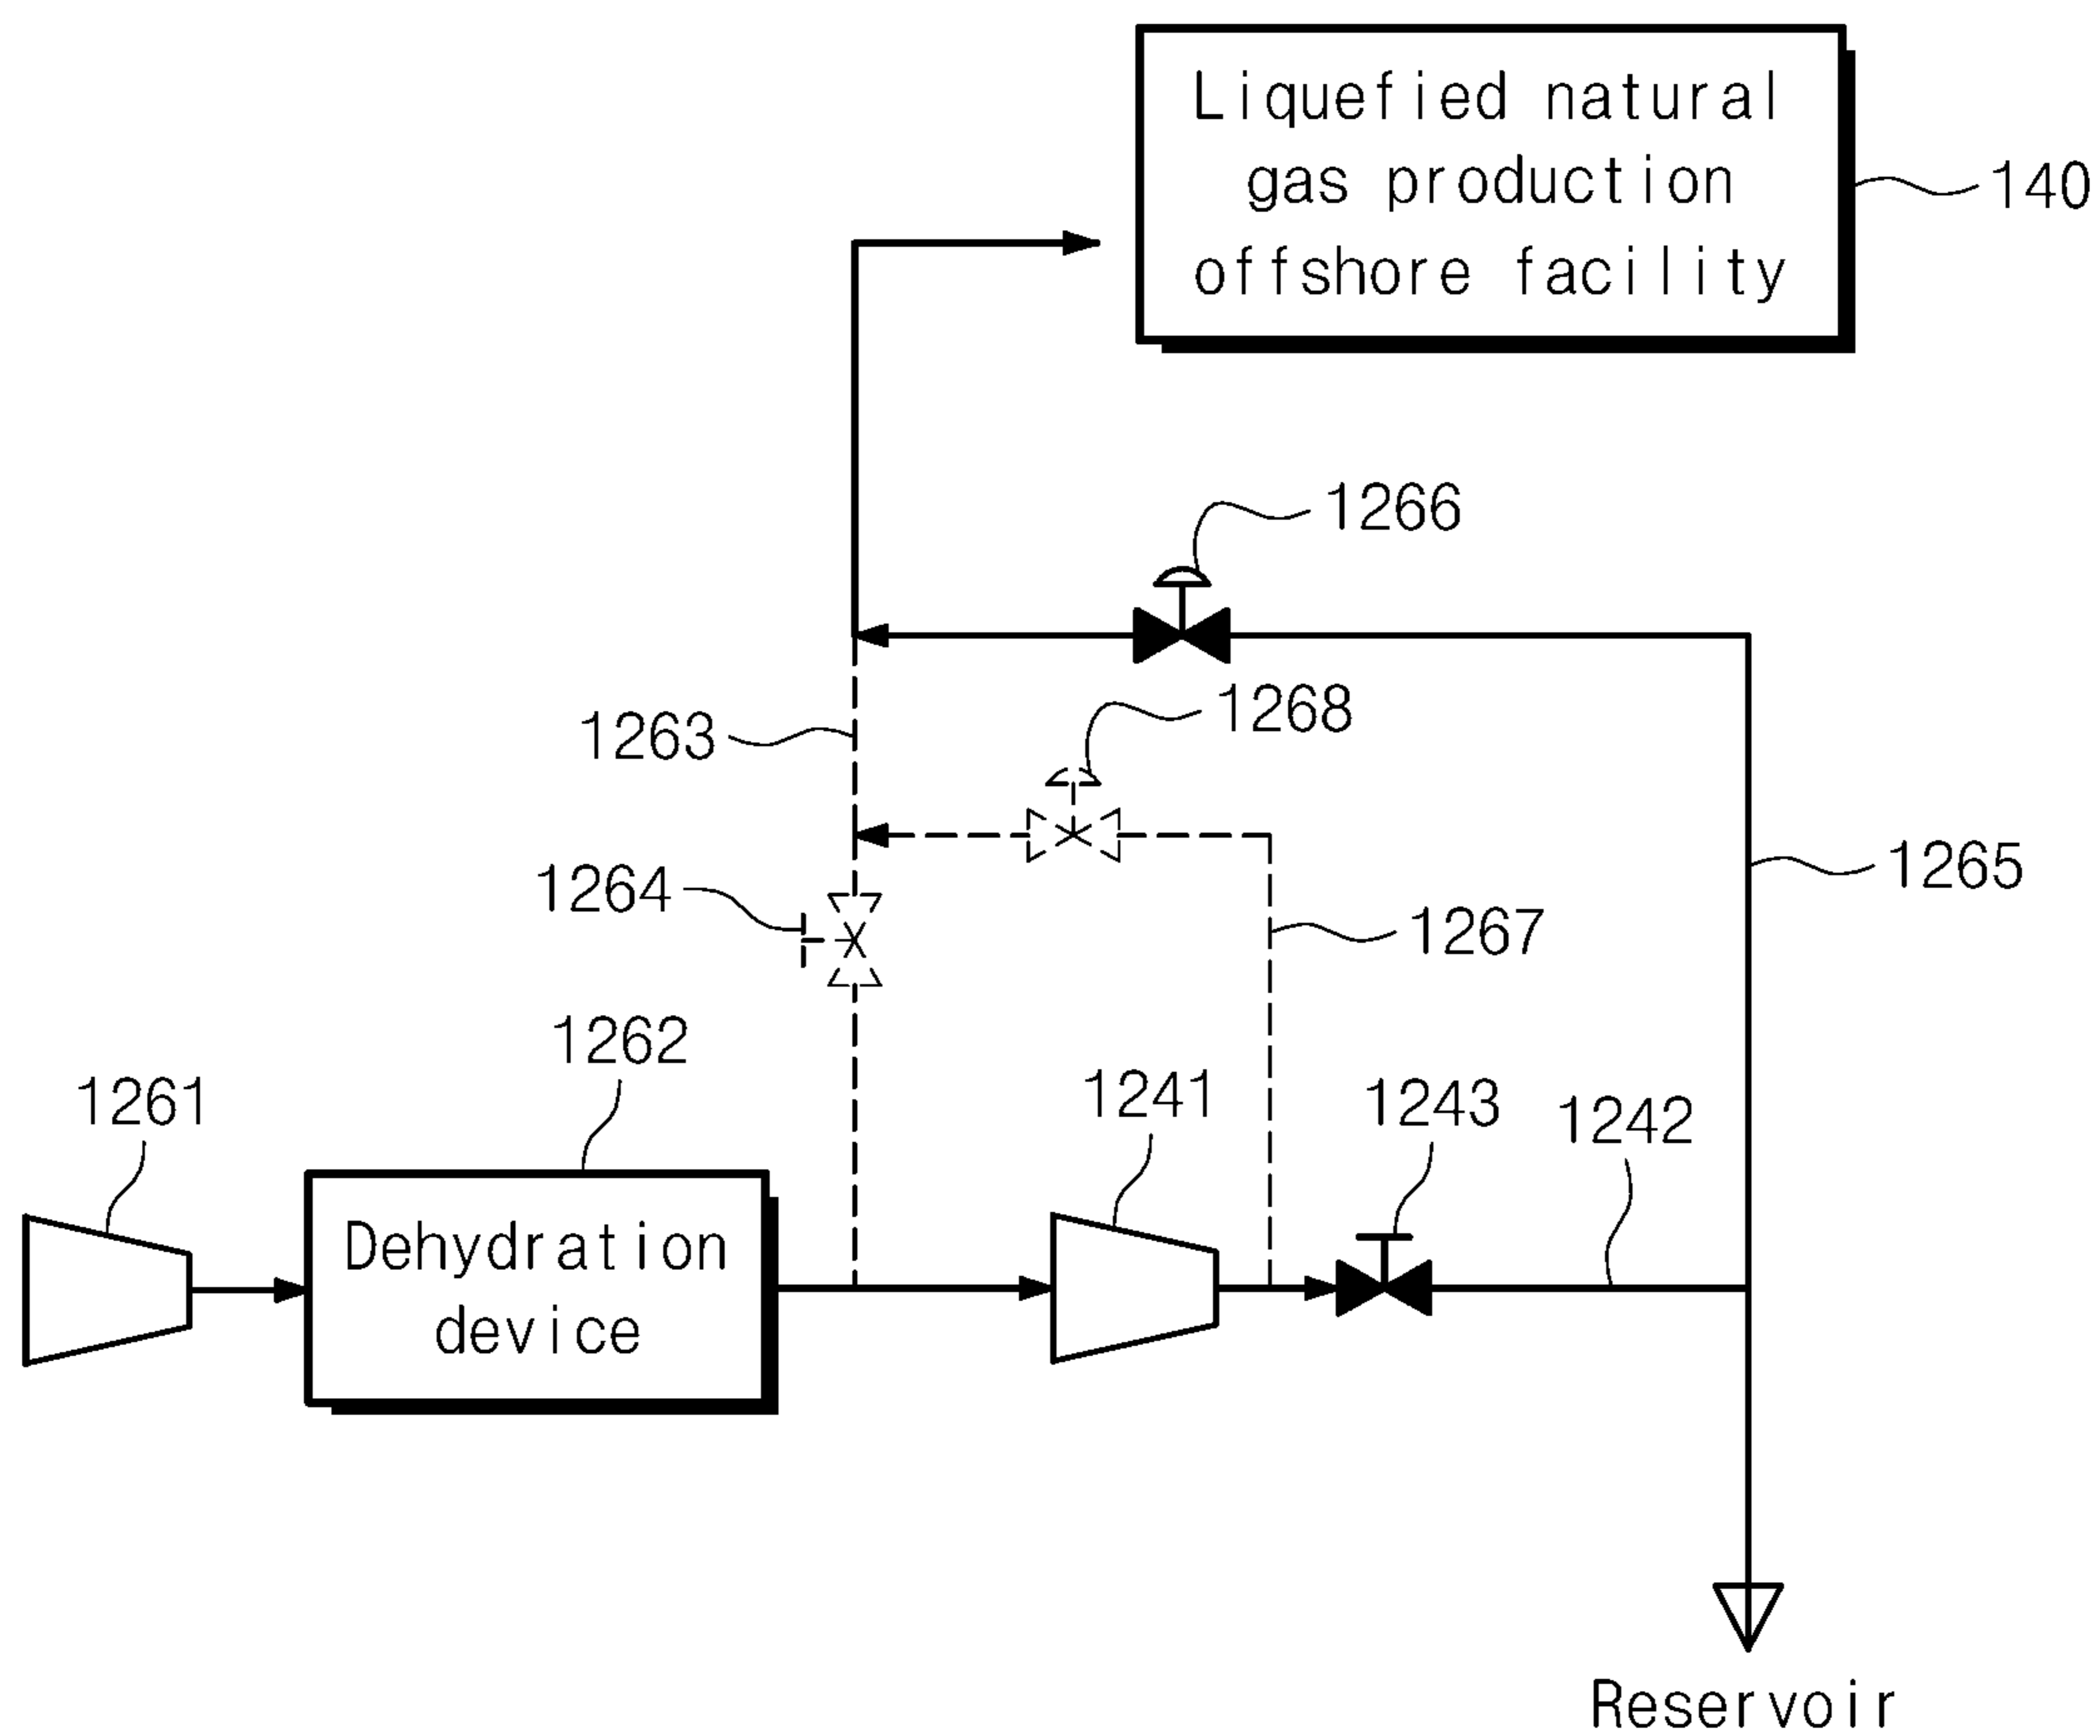 Liquefied natural
gas production
offshore facility
140
1266
1268
1263
1265
1264
1267
1262
1261
1241
1243
1242
Dehydration
device
Reservoir